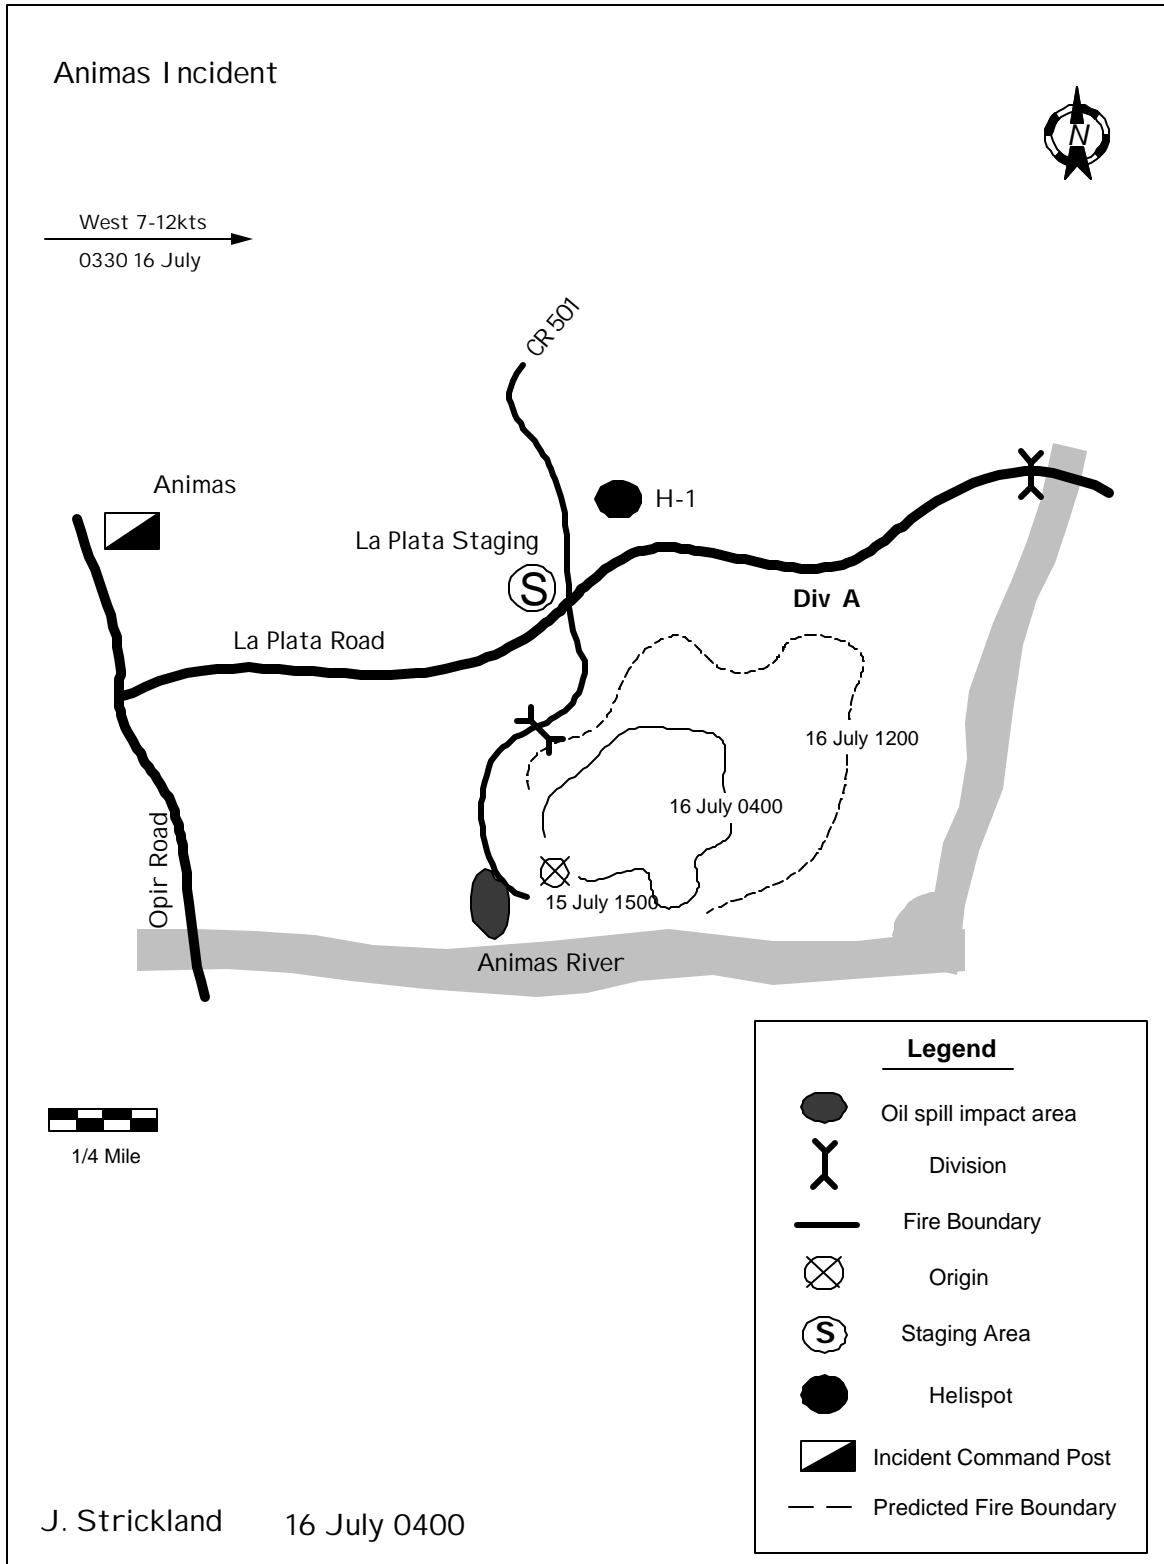 Animas Incident
N
West 7-12kts
0330 16 July
CR 501
Animas
H-1
La Plata Staging
S
Div A
La Plata Road
16 July 1200
16 July 0400
Opir Road
15 July 1500
Animas River
Legend
Oil spill impact area
Division
Fire Boundary
Origin
S
Staging Area
Helispot
Incident Command Post
Predicted Fire Boundary
1/4 Mile
J. Strickland 16 July 0400